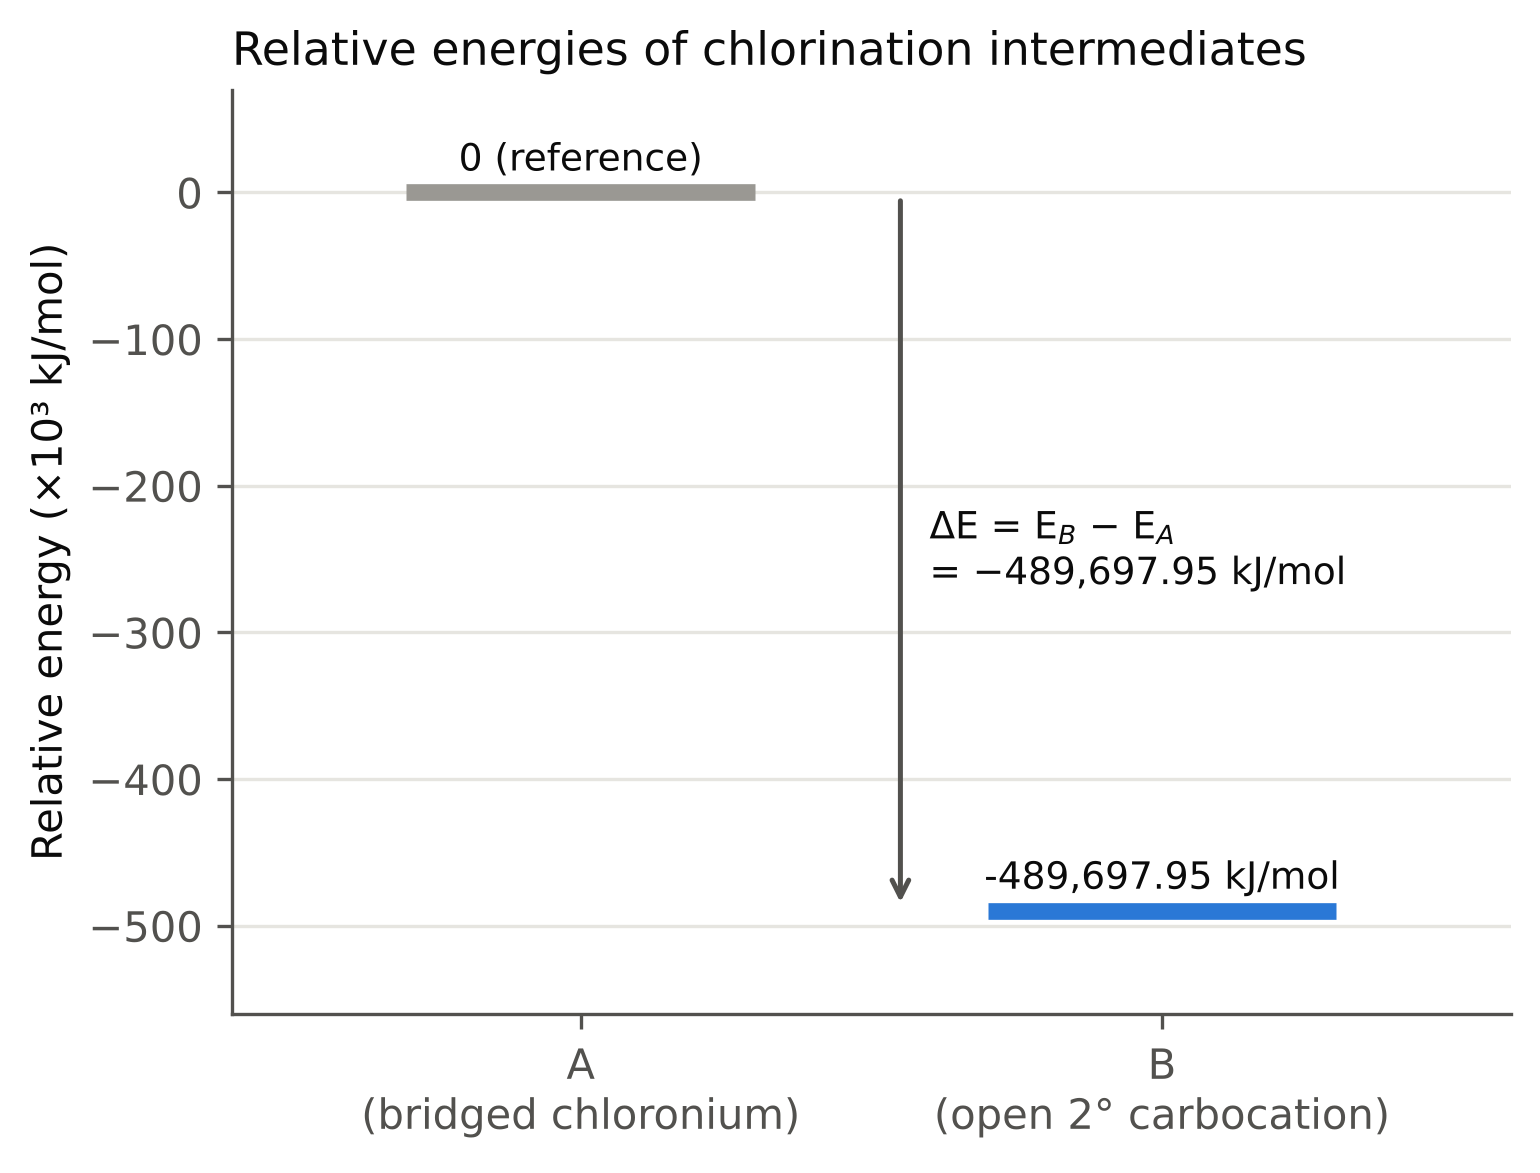 Relative energies of chlorination intermediates
Relative energy (×10³ kJ/mol)
0
−100
−200
−300
−400
−500
0 (reference)
ΔE = E_B − E_A
= −489,697.95 kJ/mol
-489,697.95 kJ/mol
A
(bridged chloronium)
B
(open 2° carbocation)